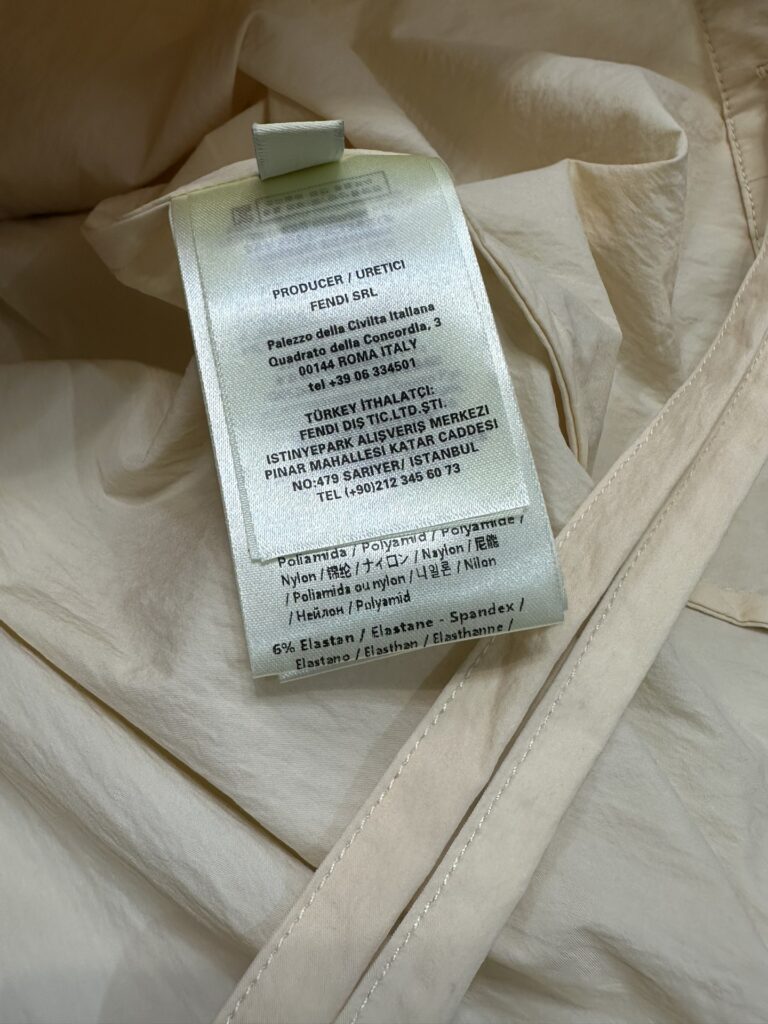 PRODUCER / URETICI
FENDI SRL
Palezzo della Civilta Italiana
Quadrato della Concordia, 3
00144 ROMA ITALY
tel +39 06 334501
TÜRKEY İTHALATÇI:
FENDI DIŞ TIC.LTD.ŞTI.
ISTINYEPARK ALIŞVERIŞ MERKEZI
PINAR MAHALLESI KATAR CADDESI
NO:479 SARIYER/ ISTANBUL
TEL (+90)212 345 60 73
Poliamida / Polyamid / Polyamide /
Nylon / 锦纶 / ナイロン / Naylon / 尼龍
/ Poliamida ou nylon / 나일론 / Nilon
/ Нейлон / Polyamid
6% Elastan / Elastane - Spandex /
Elastano / Elasthan / Elasthanne /